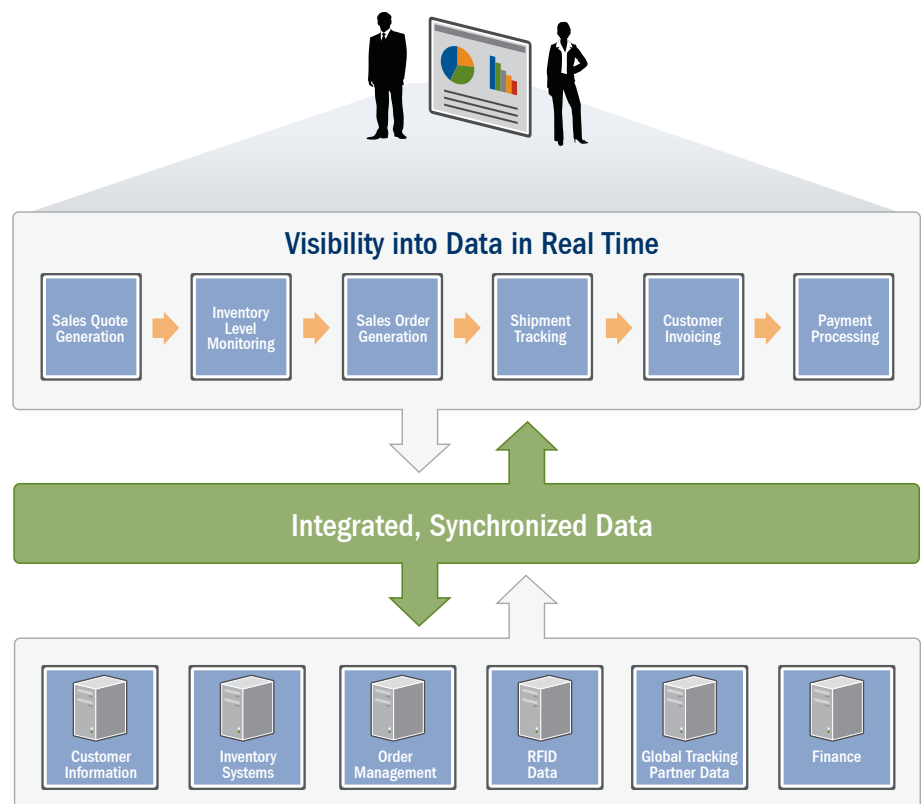 Visibility into Data in Real Time
Sales Quote
Generation
Inventory
Level
Monitoring
Sales Order
Generation
Shipment
Tracking
Customer
Invoicing
Payment
Processing
Integrated, Synchronized Data
Customer
Information
Inventory
Systems
Order
Management
RFID
Data
Global Tracking
Partner Data
Finance